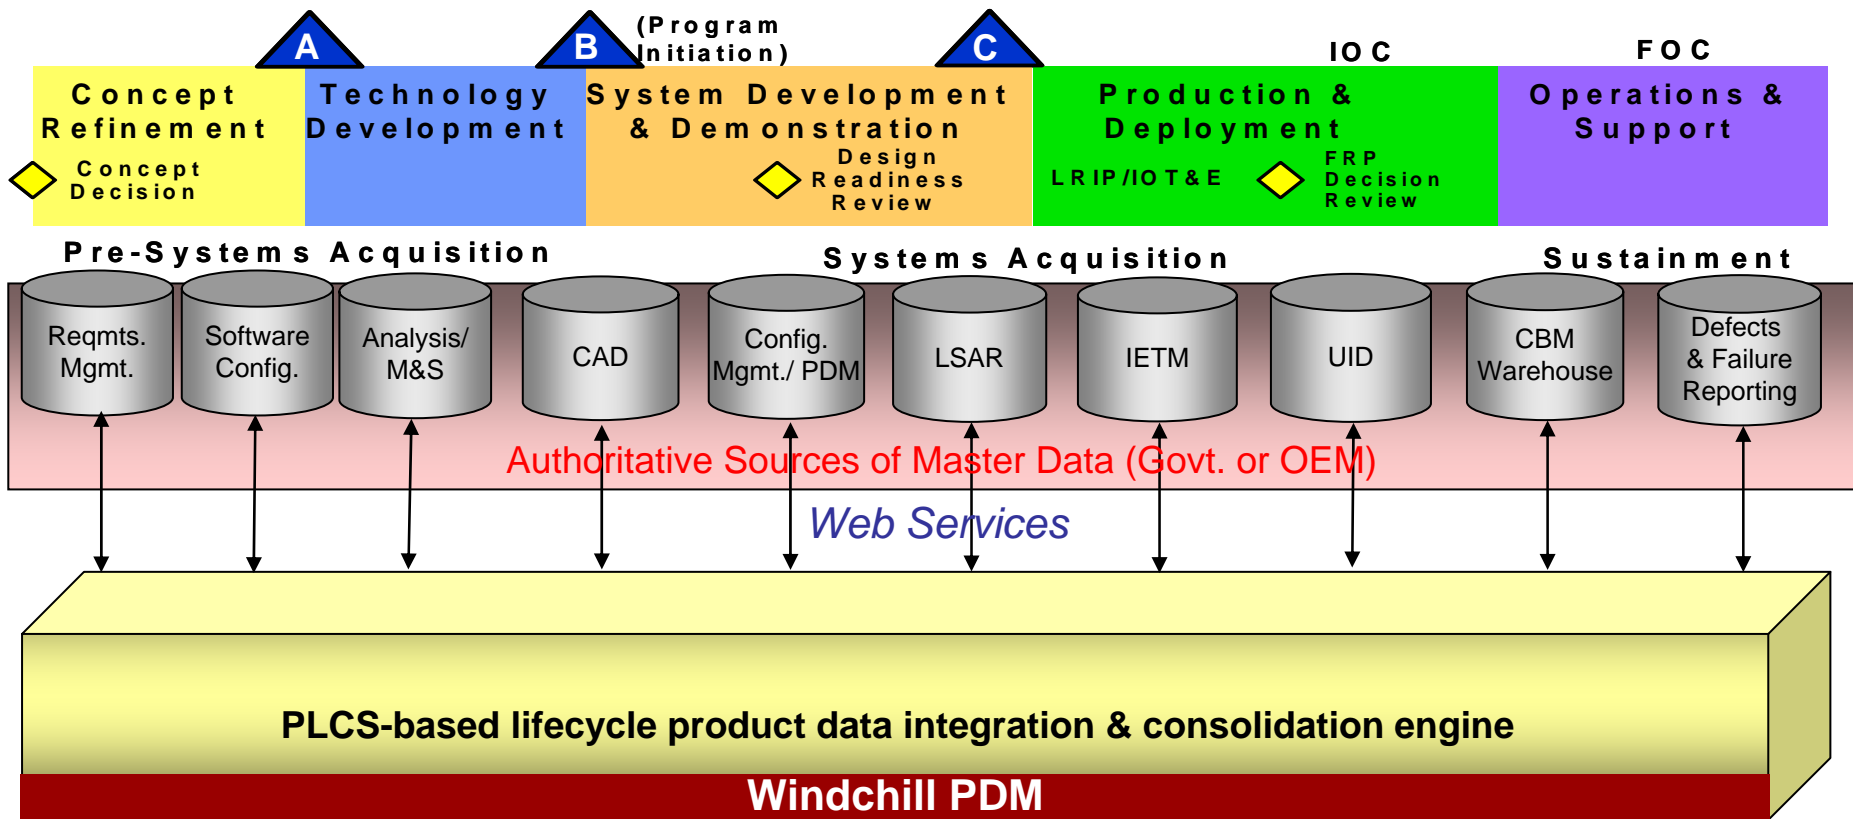 A
B
(Program
Initiation)
C
IOC
FOC
Concept
Refinement
Technology
Development
System Development
& Demonstration
Production &
Deployment
Operations &
Support
Concept
Decision
Design
Readiness
Review
LRIP/IOT&E
FRP
Decision
Review
Pre-Systems Acquisition
Systems Acquisition
Sustainment
Reqmts.
Mgmt.
Software
Config.
Analysis/
M&S
CAD
Config.
Mgmt./ PDM
LSAR
IETM
UID
CBM
Warehouse
Defects
& Failure
Reporting
Authoritative Sources of Master Data (Govt. or OEM)
Web Services
PLCS-based lifecycle product data integration & consolidation engine
Windchill PDM